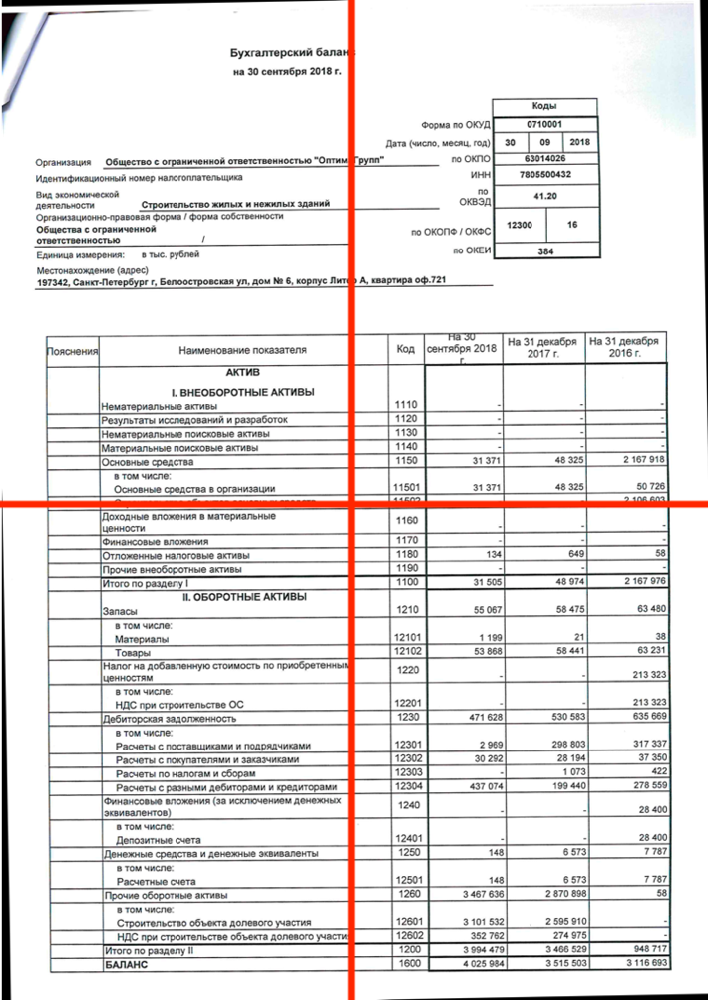 Бухгалтерский баланс
на 30 сентября 2018 г.
Коды
Форма по ОКУД 0710001
Дата (число, месяц, год) 30 09 2018
Организация Общество с ограниченной ответственностью "Оптим Групп" по ОКПО 63014026
Идентификационный номер налогоплательщика ИНН 7805500432
Вид экономической деятельности Строительство жилых и нежилых зданий по ОКВЭД 41.20
Организационно-правовая форма / форма собственности
Общества с ограниченной ответственностью / по ОКОПФ / ОКФС 12300 16
Единица измерения: в тыс. рублей по ОКЕИ 384
Местонахождение (адрес)
197342, Санкт-Петербург г, Белоостровская ул, дом № 6, корпус Литер А, квартира оф.721
Пояснения Наименование показателя Код На 30 сентября 2018 г. На 31 декабря 2017 г. На 31 декабря 2016 г.
АКТИВ
I. ВНЕОБОРОТНЫЕ АКТИВЫ
Нематериальные активы 1110 - - -
Результаты исследований и разработок 1120 - - -
Нематериальные поисковые активы 1130 - - -
Материальные поисковые активы 1140 - - -
Основные средства 1150 31 371 48 325 2 167 918
в том числе:
Основные средства в организации 11501 31 371 48 325 50 726
Доходные вложения в материальные ценности 1160 - - -
Финансовые вложения 1170 - - -
Отложенные налоговые активы 1180 134 649 58
Прочие внеоборотные активы 1190 - - -
Итого по разделу I 1100 31 505 48 974 2 167 976
II. ОБОРОТНЫЕ АКТИВЫ
Запасы 1210 55 067 58 475 63 480
в том числе:
Материалы 12101 1 199 21 38
Товары 12102 53 868 58 441 63 231
Налог на добавленную стоимость по приобретенным ценностям 1220 - - 213 323
в том числе:
НДС при строительстве ОС 12201 - - 213 323
Дебиторская задолженность 1230 471 628 530 583 635 669
в том числе:
Расчеты с поставщиками и подрядчиками 12301 2 969 298 803 317 337
Расчеты с покупателями и заказчиками 12302 30 292 28 194 37 350
Расчеты по налогам и сборам 12303 - 1 073 422
Расчеты с разными дебиторами и кредиторами 12304 437 074 199 440 278 559
Финансовые вложения (за исключением денежных эквивалентов) 1240 - - 28 400
в том числе:
Депозитные счета 12401 - - 28 400
Денежные средства и денежные эквиваленты 1250 148 6 573 7 787
в том числе:
Расчетные счета 12501 148 6 573 7 787
Прочие оборотные активы 1260 3 467 636 2 870 898 58
в том числе:
Строительство объекта долевого участия 12601 3 101 532 2 595 910 -
НДС при строительстве объекта долевого участия 12602 352 762 274 975 -
Итого по разделу II 1200 3 994 479 3 466 529 948 717
БАЛАНС 1600 4 025 984 3 515 503 3 116 693